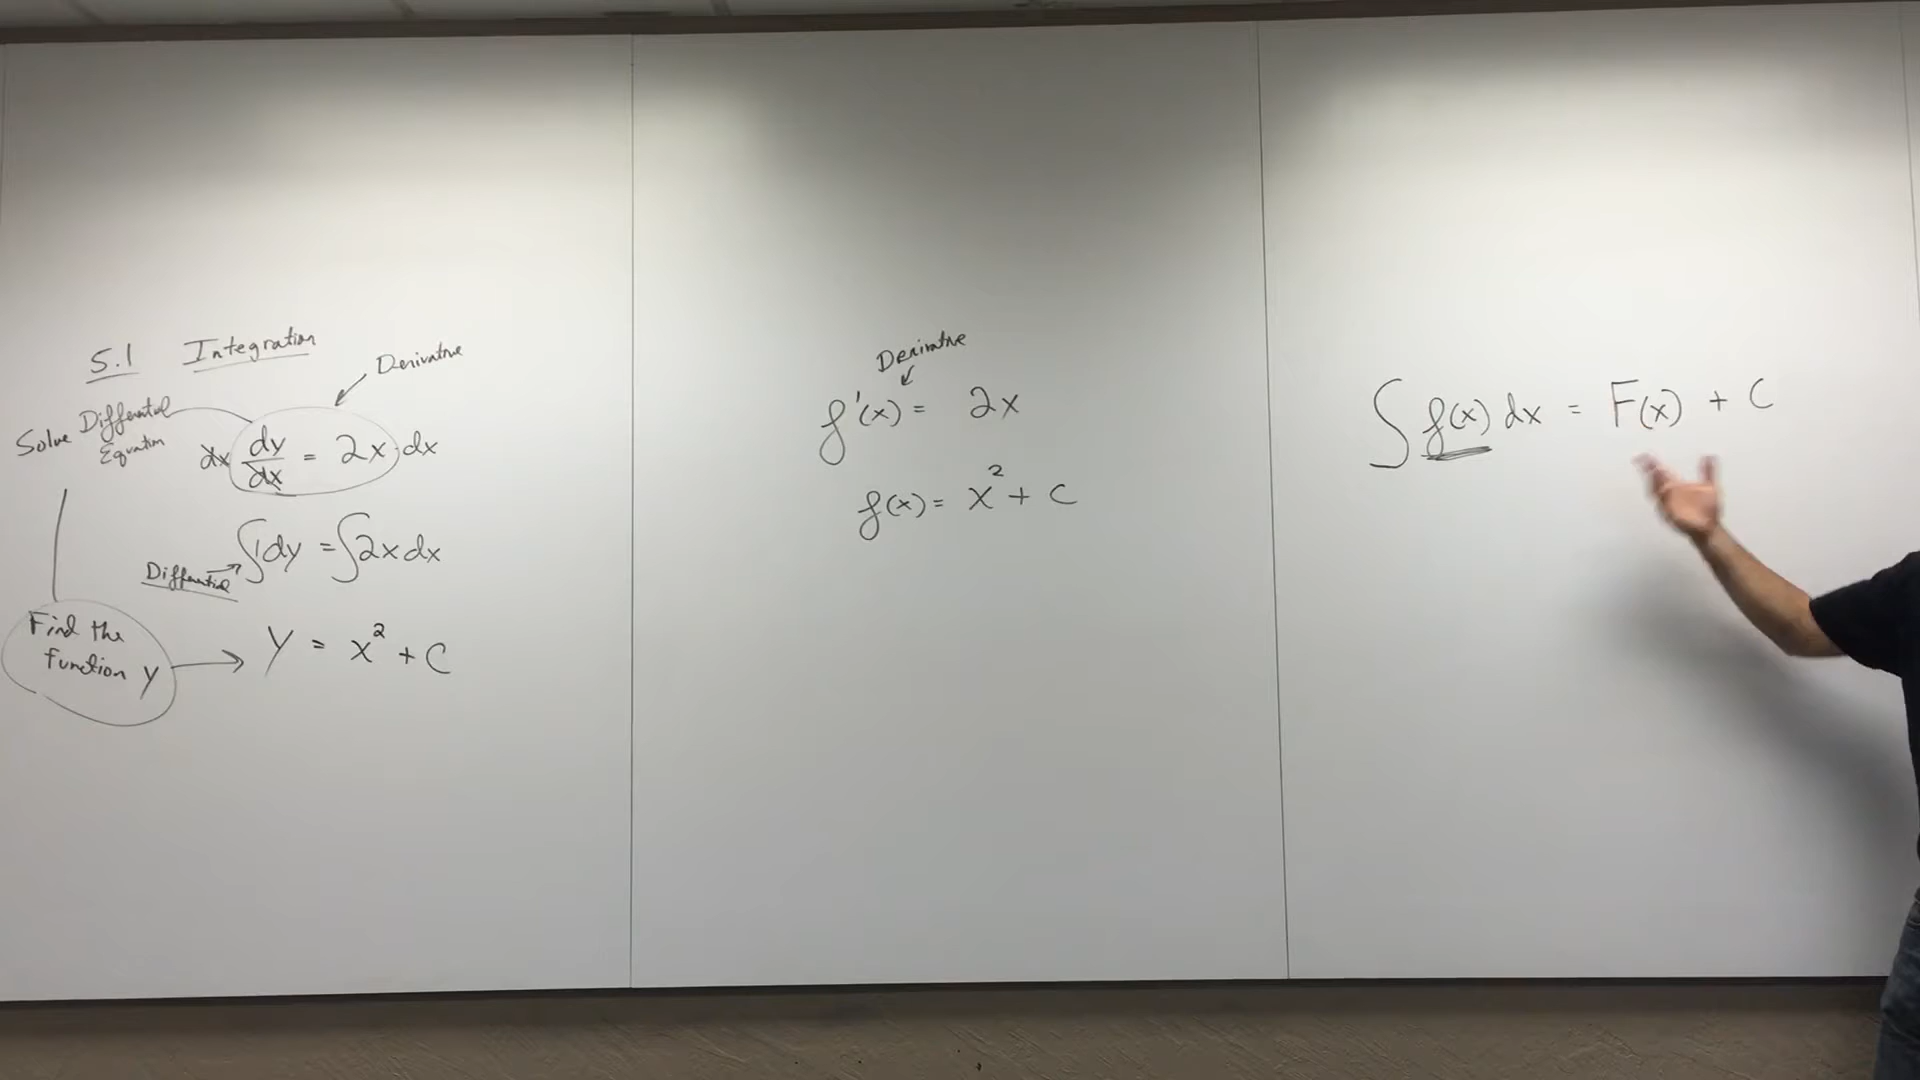 5.1 Integration
Derivative
Solve Differential
Equation
dx dy/dx = 2x · dx
∫1dy = ∫2x dx
Differential
Find the
function y
y = x² + C
Derivative
f'(x) = 2x
f(x) = x² + C
∫ f(x) dx = F(x) + C